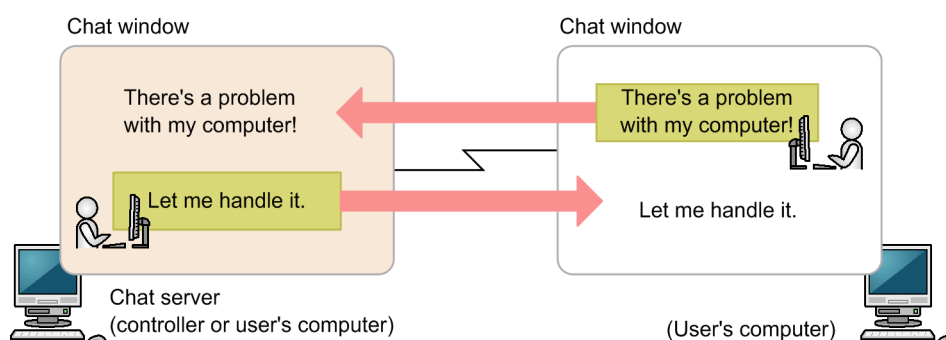 Chat window
There's a problem
with my computer!
Let me handle it.
Chat server
(controller or user's computer)
Chat window
There's a problem
with my computer!
Let me handle it.
(User's computer)